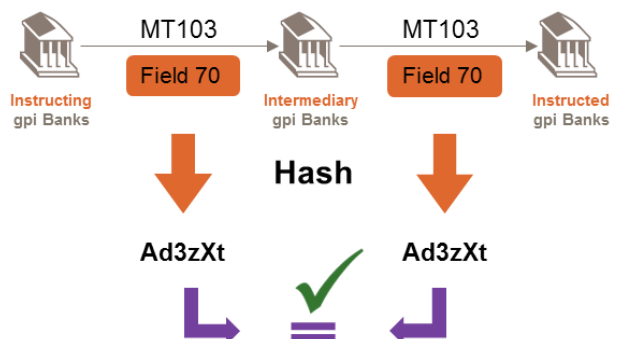 MT103
MT103
Field 70
Field 70
Instructing
gpi Banks
Intermediary
gpi Banks
Instructed
gpi Banks
Hash
Ad3zXt
Ad3zXt